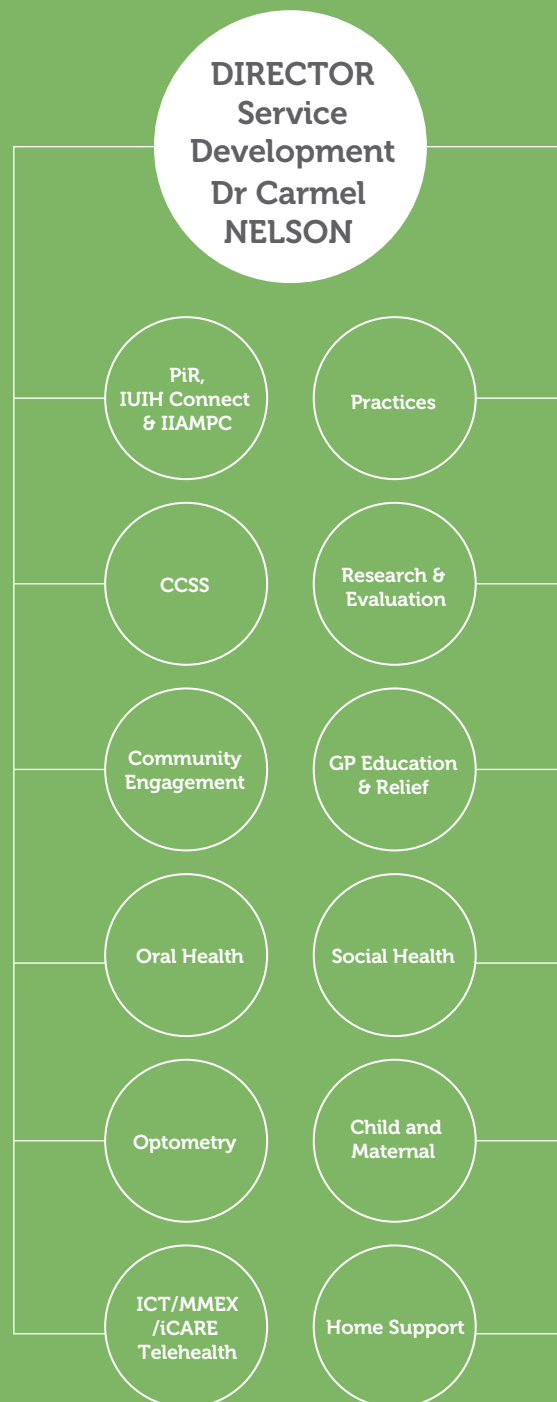 DIRECTOR
Service
Development
Dr Carmel
NELSON
PiR,
IUIH Connect
& IIAMPC
Practices
CCSS
Research &
Evaluation
Community
Engagement
GP Education
& Relief
Oral Health
Social Health
Optometry
Child and
Maternal
ICT/MMEX
/iCARE
Telehealth
Home Support